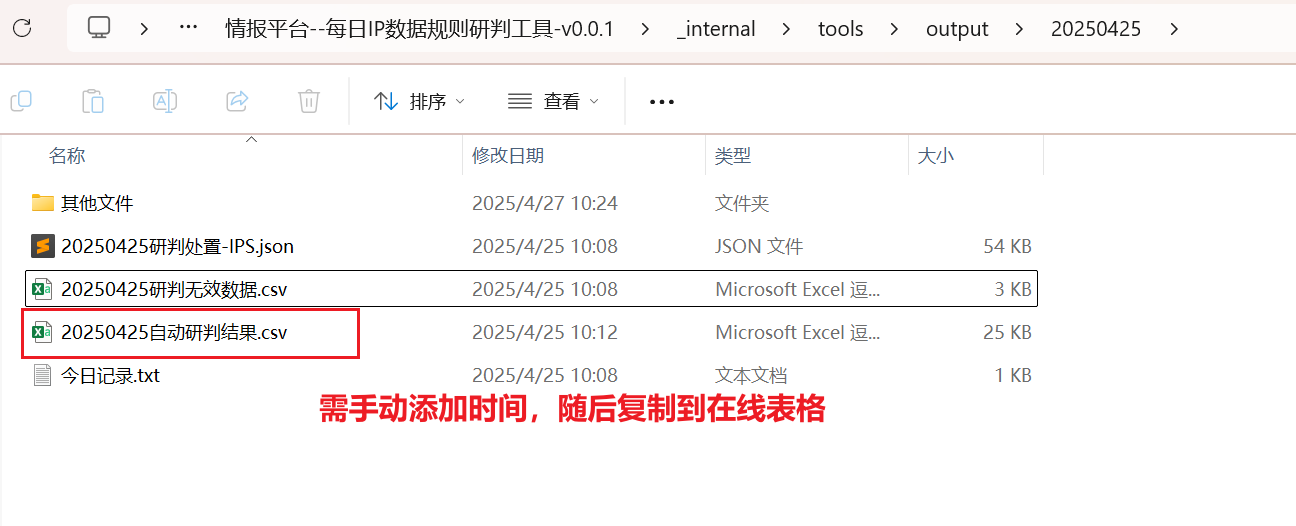 情报平台--每日IP数据规则研判工具-v0.0.1 > _internal > tools > output > 20250425 >
排序 查看
名称 修改日期 类型 大小
其他文件 2025/4/27 10:24 文件夹
20250425研判处置-IPS.json 2025/4/25 10:08 JSON 文件 54 KB
20250425研判无效数据.csv 2025/4/25 10:08 Microsoft Excel 逗... 3 KB
20250425自动研判结果.csv 2025/4/25 10:12 Microsoft Excel 逗... 25 KB
今日记录.txt 2025/4/25 10:08 文本文档 1 KB
需手动添加时间，随后复制到在线表格